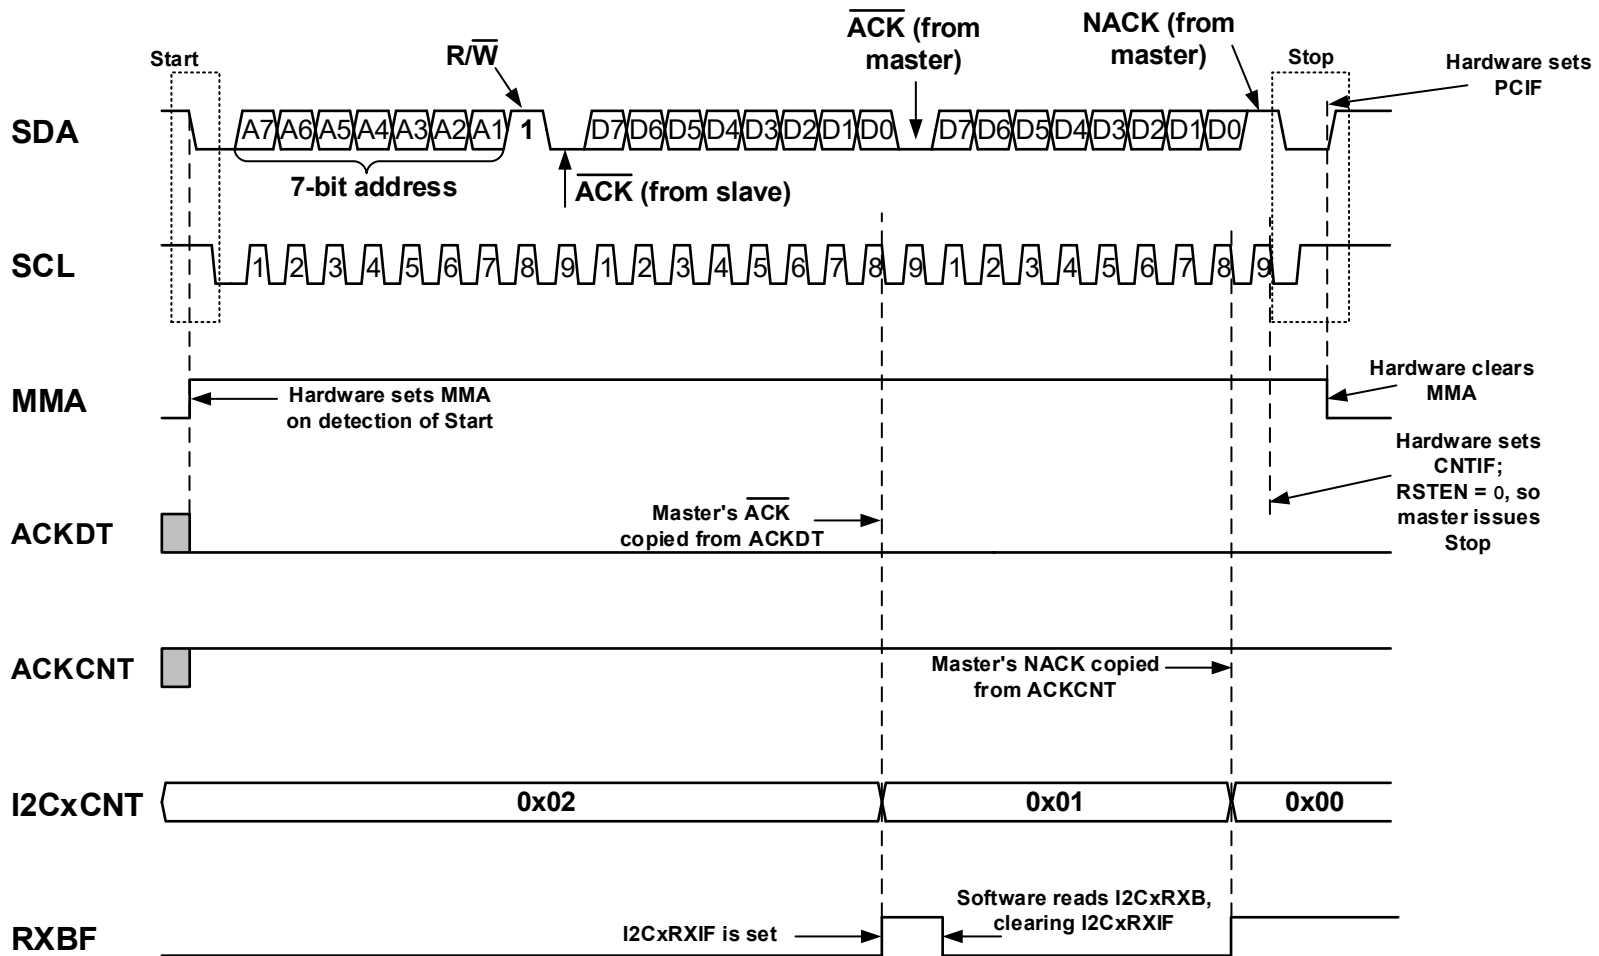 Start
R/W
ACK (from
master)
NACK (from
master)
Stop
Hardware sets
PCIF
SDA
A7 A6 A5 A4 A3 A2 A1 1 D7 D6 D5 D4 D3 D2 D1 D0 D7 D6 D5 D4 D3 D2 D1 D0
7-bit address
ACK (from slave)
SCL
1 2 3 4 5 6 7 8 9 1 2 3 4 5 6 7 8 9 1 2 3 4 5 6 7 8 9
MMA
Hardware sets MMA
on detection of Start
Hardware clears
MMA
Hardware sets
CNTIF;
RSTEN = 0, so
master issues
Stop
ACKDT
Master's ACK
copied from ACKDT
ACKCNT
Master's NACK copied
from ACKCNT
I2CxCNT
0x02 0x01 0x00
RXBF
I2CxRXIF is set
Software reads I2CxRXB,
clearing I2CxRXIF